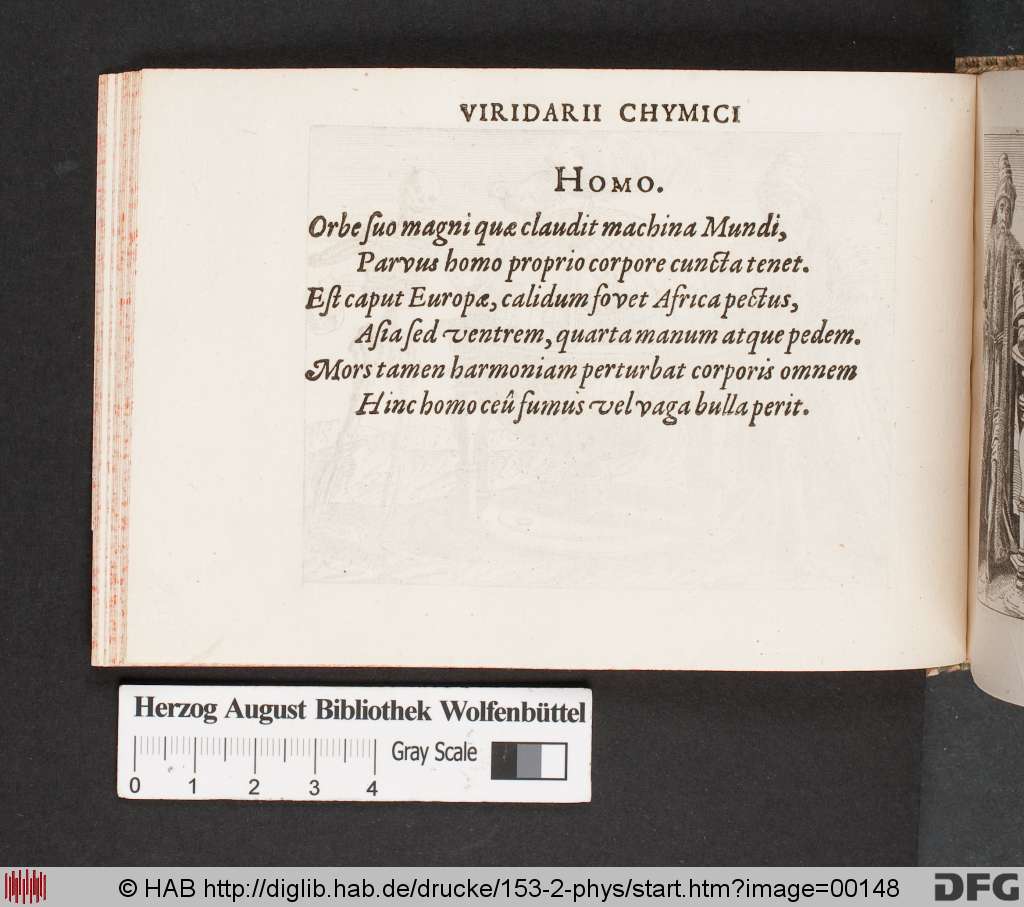 VIRIDARII CHYMICI
HOMO.
Orbe ſuo magni quæ claudit machina Mundi,
Parvus homo proprio corpore cuncta tenet.
Eſt caput Europæ, calidum fovet Africa pectus,
Aſia ſed ventrem, quarta manum atque pedem.
Mors tamen harmoniam perturbat corporis omnem
Hinc homo ceû fumus vel vaga bulla perit.
Herzog August Bibliothek Wolfenbüttel
Gray Scale
0 1 2 3 4
© HAB http://diglib.hab.de/drucke/153-2-phys/start.htm?image=00148
DFG